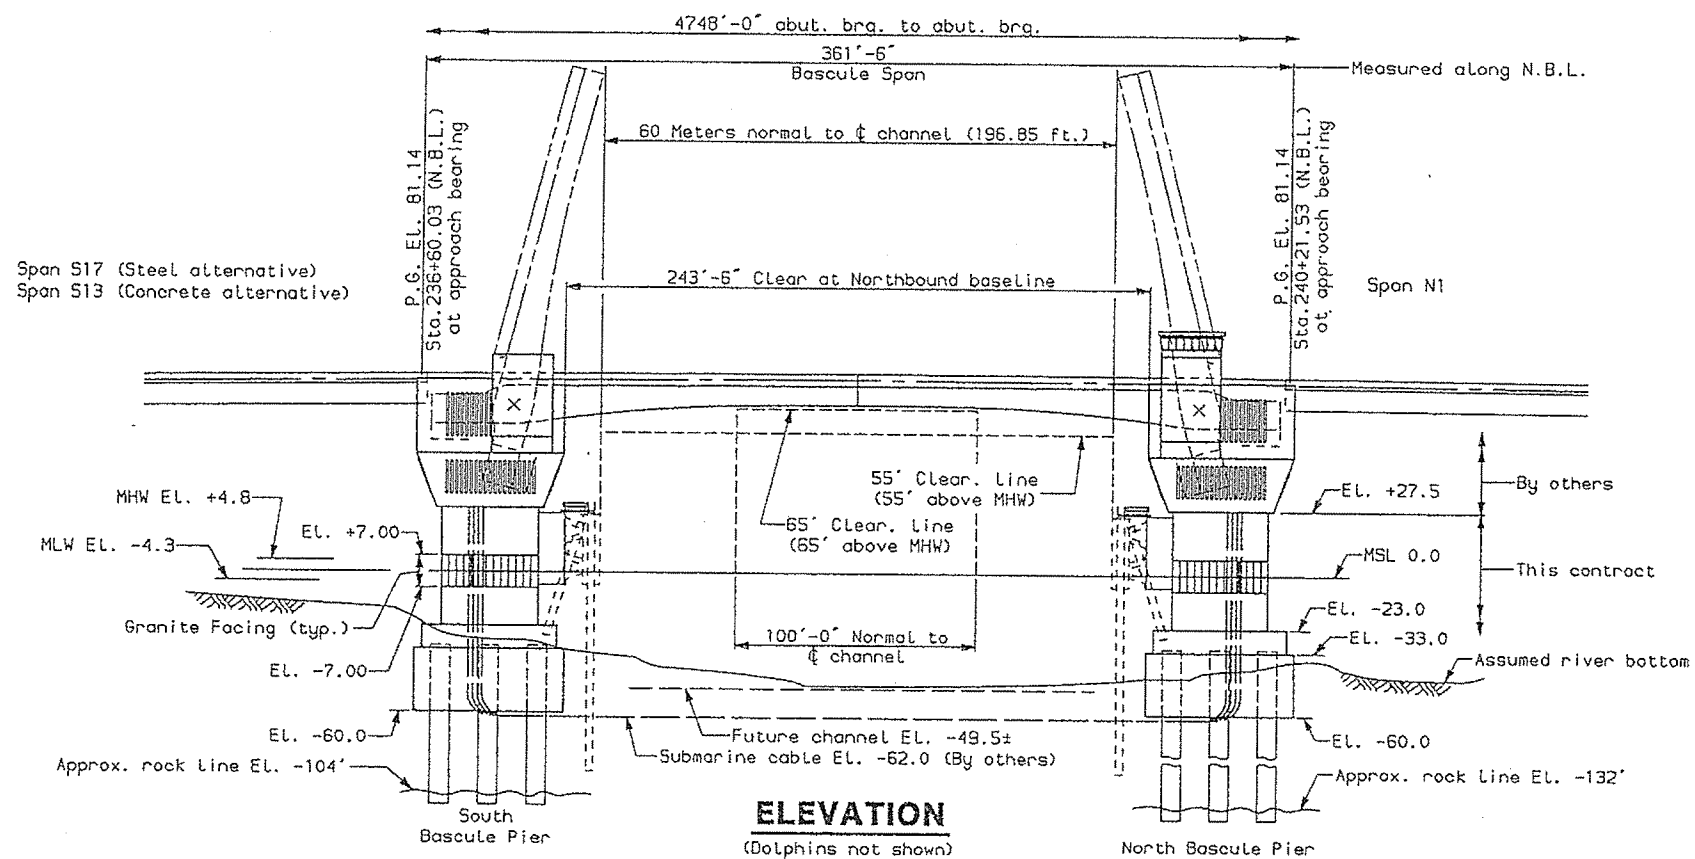 4748'-0" abut. brg. to abut. brg.
361'-6"
Bascule Span
Measured along N.B.L.
60 Meters normal to ℄ channel (196.85 ft.)
P.G. El. 81.14
Sta.236+60.03 (N.B.L.)
at approach bearing
P.G. El. 81.14
Sta.240+21.53 (N.B.L.)
at approach bearing
Span S17 (Steel alternative)
Span S13 (Concrete alternative)
243'-6" Clear at Northbound baseline
Span N1
55' Clear. line
(55' above MHW)
65' Clear. line
(65' above MHW)
MHW El. +4.8
MLW El. -4.3
El. +7.00
Granite Facing (typ.)
El. -7.00
El. +27.5
By others
MSL 0.0
This contract
El. -23.0
El. -33.0
Assumed river bottom
100'-0" Normal to
℄ channel
El. -60.0
Future channel El. -49.5±
Submarine cable El. -62.0 (By others)
El. -60.0
Approx. rock line El. -104'
Approx. rock line El. -132'
South
Bascule Pier
ELEVATION
(Dolphins not shown)
North Bascule Pier